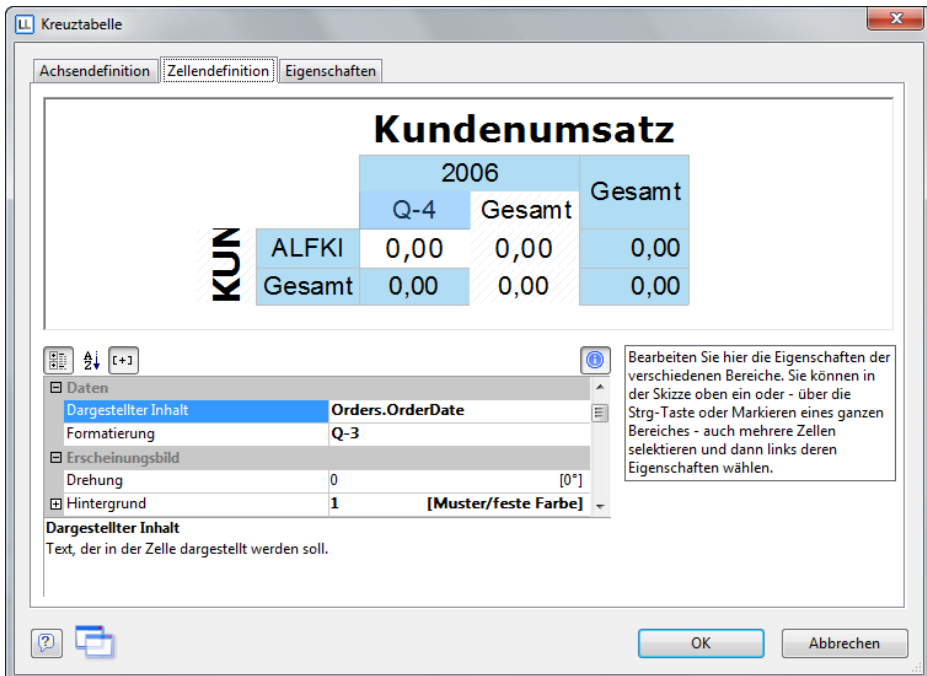 LL Kreuztabelle
Achsendefinition Zellendefinition Eigenschaften
Kundenumsatz
2006
Gesamt
Q-4 Gesamt
KUN
ALFKI 0,00 0,00 0,00
Gesamt 0,00 0,00 0,00
A Z [+]
Daten
Dargestellter Inhalt Orders.OrderDate
Formatierung Q-3
Erscheinungsbild
Drehung 0 [0°]
Hintergrund 1 [Muster/feste Farbe]
Dargestellter Inhalt
Text, der in der Zelle dargestellt werden soll.
Bearbeiten Sie hier die Eigenschaften der
verschiedenen Bereiche. Sie können in
der Skizze oben ein oder - über die
Strg-Taste oder Markieren eines ganzen
Bereiches - auch mehrere Zellen
selektieren und dann links deren
Eigenschaften wählen.
OK Abbrechen